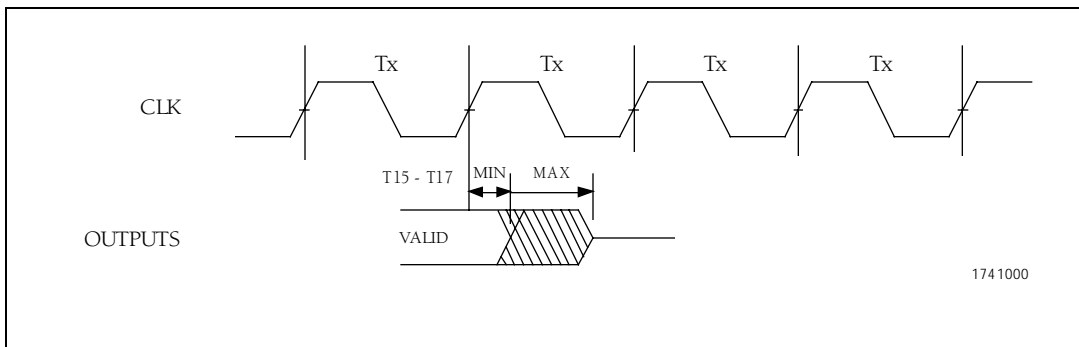 Tx Tx Tx Tx
CLK
T15 - T17 MIN MAX
OUTPUTS VALID
1741000